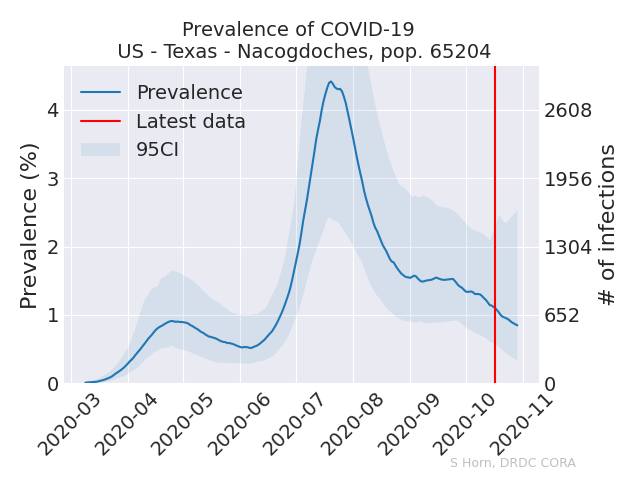 Prevalence of COVID-19
US - Texas - Nacogdoches, pop. 65204
Prevalence
Latest data
95CI
Prevalence (%)
4
3
2
1
0
2608
1956
1304
652
0
# of infections
2020-03
2020-04
2020-05
2020-06
2020-07
2020-08
2020-09
2020-10
2020-11
S Horn, DRDC CORA